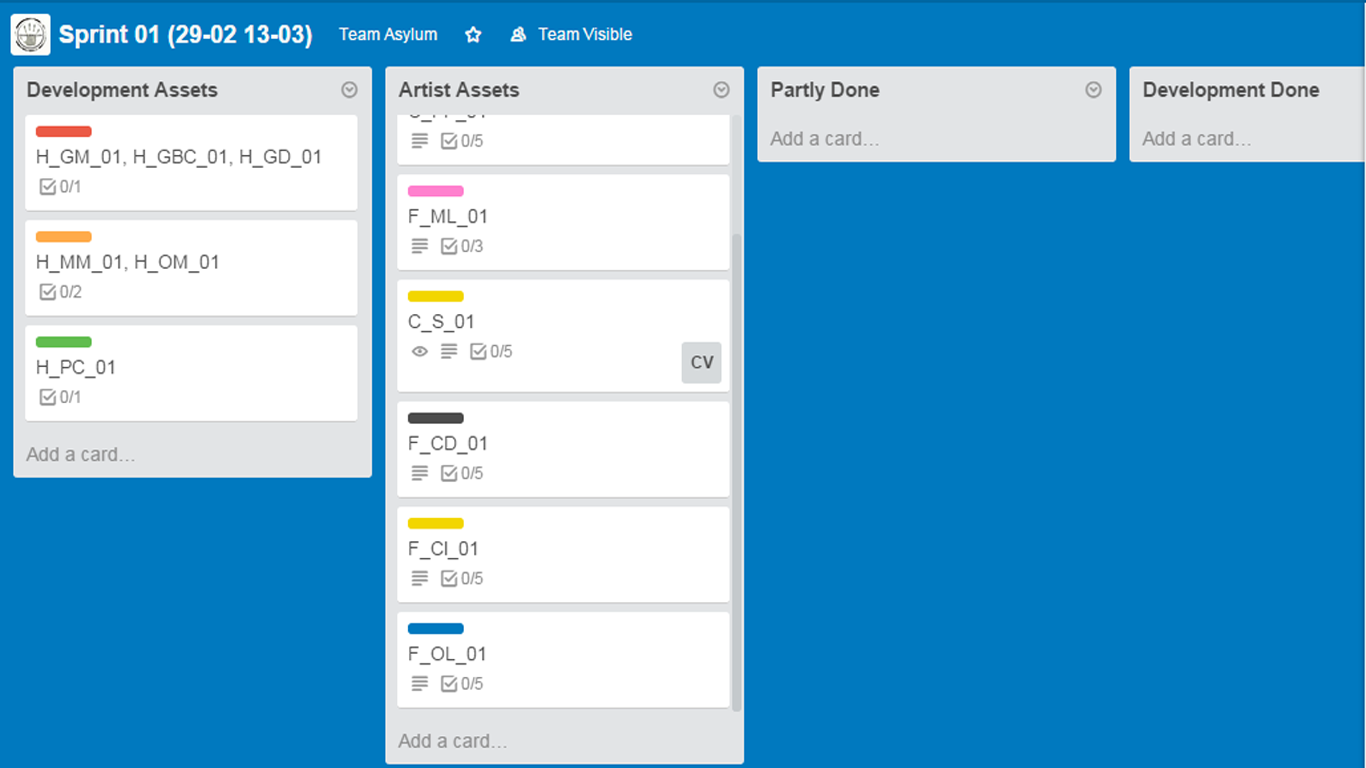 Sprint 01 (29-02 13-03) Team Asylum Team Visible
Development Assets
H_GM_01, H_GBC_01, H_GD_01
0/1
H_MM_01, H_OM_01
0/2
H_PC_01
0/1
Add a card...
Artist Assets
0/5
F_ML_01
0/3
C_S_01
0/5
CV
F_CD_01
0/5
F_CI_01
0/5
F_OL_01
0/5
Add a card...
Partly Done
Add a card...
Development Done
Add a card...